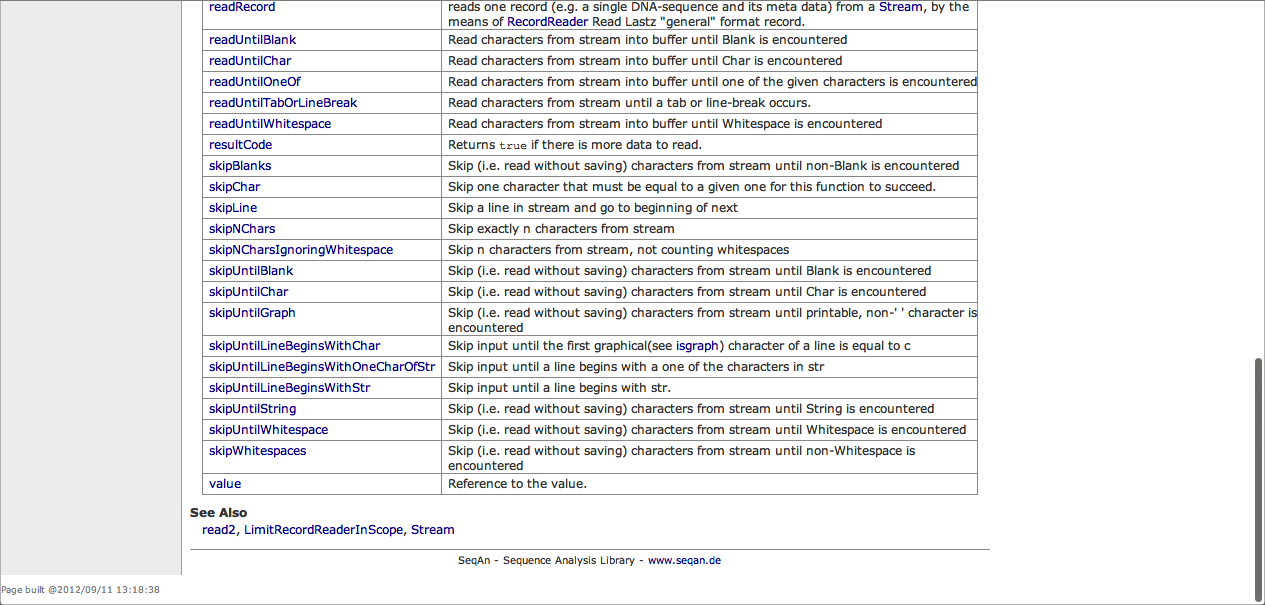 readRecord reads one record (e.g. a single DNA-sequence and its meta data) from a Stream, by the
means of RecordReader Read Lastz "general" format record.
readUntilBlank Read characters from stream into buffer until Blank is encountered
readUntilChar Read characters from stream into buffer until Char is encountered
readUntilOneOf Read characters from stream into buffer until one of the given characters is encountered
readUntilTabOrLineBreak Read characters from stream until a tab or line-break occurs.
readUntilWhitespace Read characters from stream into buffer until Whitespace is encountered
resultCode Returns true if there is more data to read.
skipBlanks Skip (i.e. read without saving) characters from stream until non-Blank is encountered
skipChar Skip one character that must be equal to a given one for this function to succeed.
skipLine Skip a line in stream and go to beginning of next
skipNChars Skip exactly n characters from stream
skipNCharsIgnoringWhitespace Skip n characters from stream, not counting whitespaces
skipUntilBlank Skip (i.e. read without saving) characters from stream until Blank is encountered
skipUntilChar Skip (i.e. read without saving) characters from stream until Char is encountered
skipUntilGraph Skip (i.e. read without saving) characters from stream until printable, non-' ' character is
encountered
skipUntilLineBeginsWithChar Skip input until the first graphical(see isgraph) character of a line is equal to c
skipUntilLineBeginsWithOneCharOfStr Skip input until a line begins with a one of the characters in str
skipUntilLineBeginsWithStr Skip input until a line begins with str.
skipUntilString Skip (i.e. read without saving) characters from stream until String is encountered
skipUntilWhitespace Skip (i.e. read without saving) characters from stream until Whitespace is encountered
skipWhitespaces Skip (i.e. read without saving) characters from stream until non-Whitespace is
encountered
value Reference to the value.
See Also
read2, LimitRecordReaderInScope, Stream
SeqAn - Sequence Analysis Library - www.seqan.de
Page built @2012/09/11 13:18:38